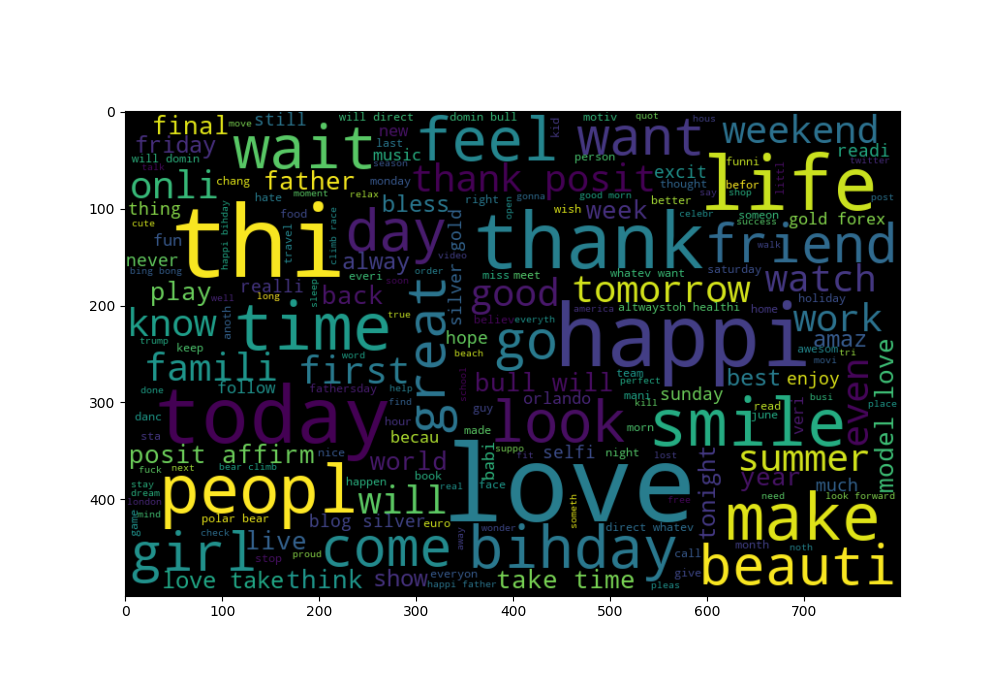 0
100
200
300
400
0 100 200 300 400 500 600 700
final
move
still
will direct
domin bull
motiv
quot
hous
friday
wait
new
last
feel
kid
want
weekend
will domin
talk
music
season
person
funni
readi
twitter
onli
chang
father
monday
thank posit
excit
thought
befor
littl
life
post
thing
hate
moment
relax
bless
right
open
gonna
good morn
better
say
shop
cute
thi
happi bihday
food
travel
climb race
day
silver gold
wish
week
celebr
someon
success
gold forex
fun
never
bing bong
alway
video
thank
friend
walk
realli
everi
order
miss
meet
whatev want
saturday
watch
play
well
long
sleep
back
soon
great
good
tomorrow
holiday
know
anoth
time
true
believ
everyth
america
altwaystoh healthi
home
work
trump
keep
hope
go
happi
amaz
awesom
tri
famili
word
first
beach
movi
done
follow
fathersday
help
school
bull will
team
perfect
best
enjoy
model love
today
find
orlando
mani
kill
sunday
busi
place
danc
hour
guy
look
smile
read
june
veri
even
sta
becau
made
morn
posit affirm
nice
world
babi
suppo
fit
selfi
night
lost
summer
fuck
next
bear climb
book
love
tonight
year
much
stay
dream
london
peopl
happen
will
real
face
someth
free
need
look forward
mind
game
polar bear
blog silver
euro
away
wonder
direct whatev
make
girl
check
live
stop
proud
come
bihday
call
month
noth
love take
think
show
everyon
happi father
take time
give
pleas
beauti